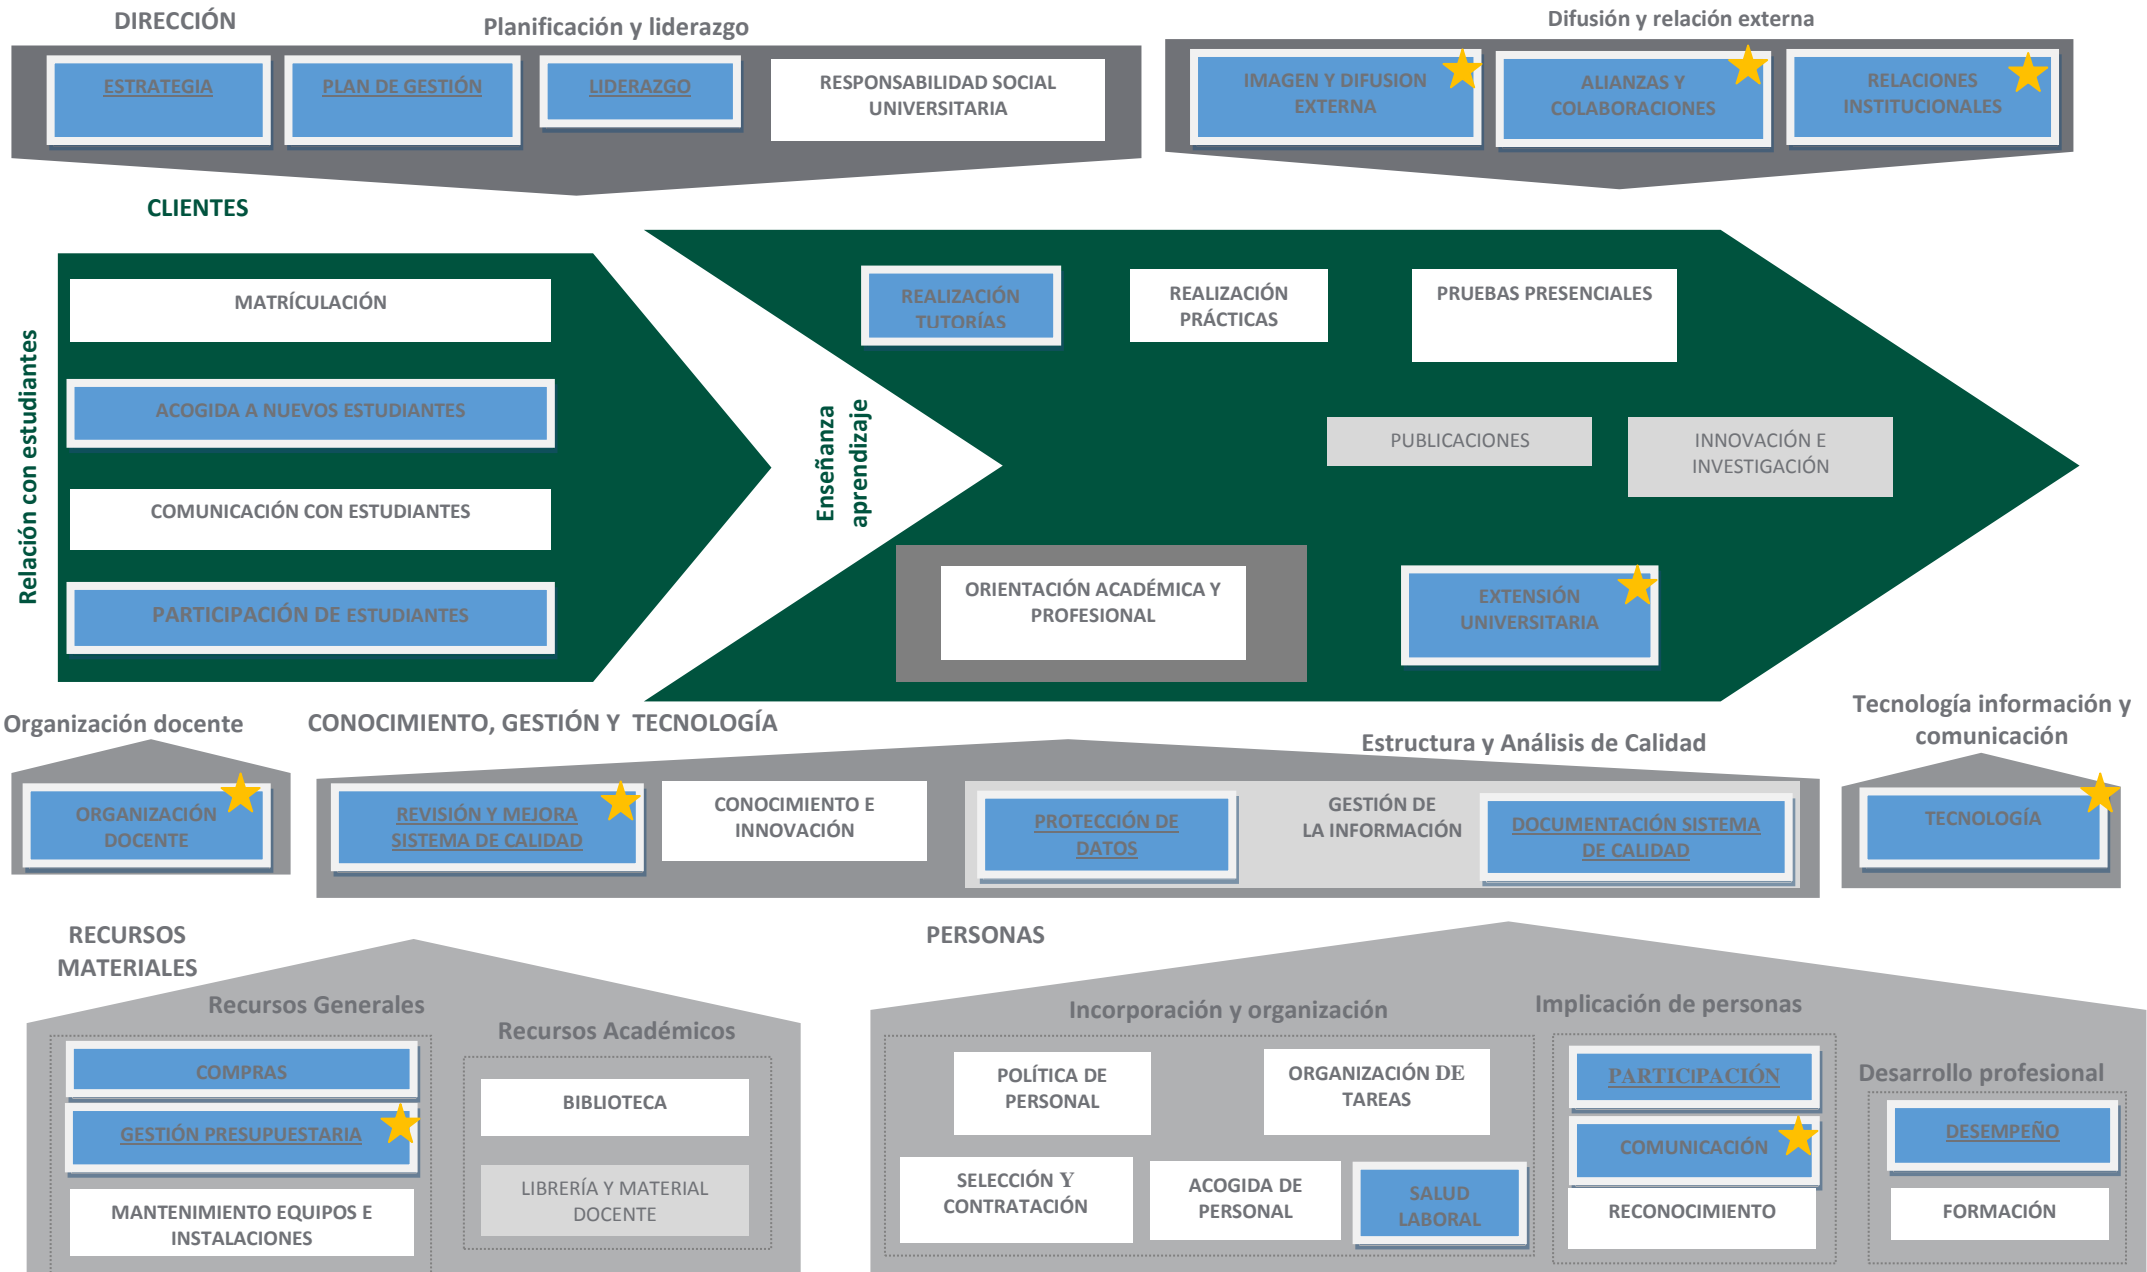 DIRECCIÓN
Planificación y liderazgo
Difusión y relación externa
ESTRATEGIA
PLAN DE GESTIÓN
LIDERAZGO
RESPONSABILIDAD SOCIAL
UNIVERSITARIA
IMAGEN Y DIFUSION
EXTERNA
ALIANZAS Y
COLABORACIONES
RELACIONES
INSTITUCIONALES
CLIENTES
Relación con estudiantes
MATRÍCULACIÓN
ACOGIDA A NUEVOS ESTUDIANTES
COMUNICACIÓN CON ESTUDIANTES
PARTICIPACIÓN DE ESTUDIANTES
Enseñanza
aprendizaje
REALIZACIÓN
TUTORÍAS
REALIZACIÓN
PRÁCTICAS
PRUEBAS PRESENCIALES
PUBLICACIONES
INNOVACIÓN E
INVESTIGACIÓN
ORIENTACIÓN ACADÉMICA Y
PROFESIONAL
EXTENSIÓN
UNIVERSITARIA
Organización docente
CONOCIMIENTO, GESTIÓN Y TECNOLOGÍA
Estructura y Análisis de Calidad
Tecnología información y
comunicación
ORGANIZACIÓN
DOCENTE
REVISIÓN Y MEJORA
SISTEMA DE CALIDAD
CONOCIMIENTO E
INNOVACIÓN
PROTECCIÓN DE
DATOS
GESTIÓN DE
LA INFORMACIÓN
DOCUMENTACIÓN SISTEMA
DE CALIDAD
TECNOLOGÍA
RECURSOS
MATERIALES
Recursos Generales
COMPRAS
GESTIÓN PRESUPUESTARIA
MANTENIMIENTO EQUIPOS E
INSTALACIONES
Recursos Académicos
BIBLIOTECA
LIBRERÍA Y MATERIAL
DOCENTE
PERSONAS
Incorporación y organización
POLÍTICA DE
PERSONAL
ORGANIZACIÓN DE
TAREAS
SELECCIÓN Y
CONTRATACIÓN
ACOGIDA DE
PERSONAL
SALUD
LABORAL
Implicación de personas
PARTICIPACIÓN
COMUNICACIÓN
RECONOCIMIENTO
Desarrollo profesional
DESEMPEÑO
FORMACIÓN